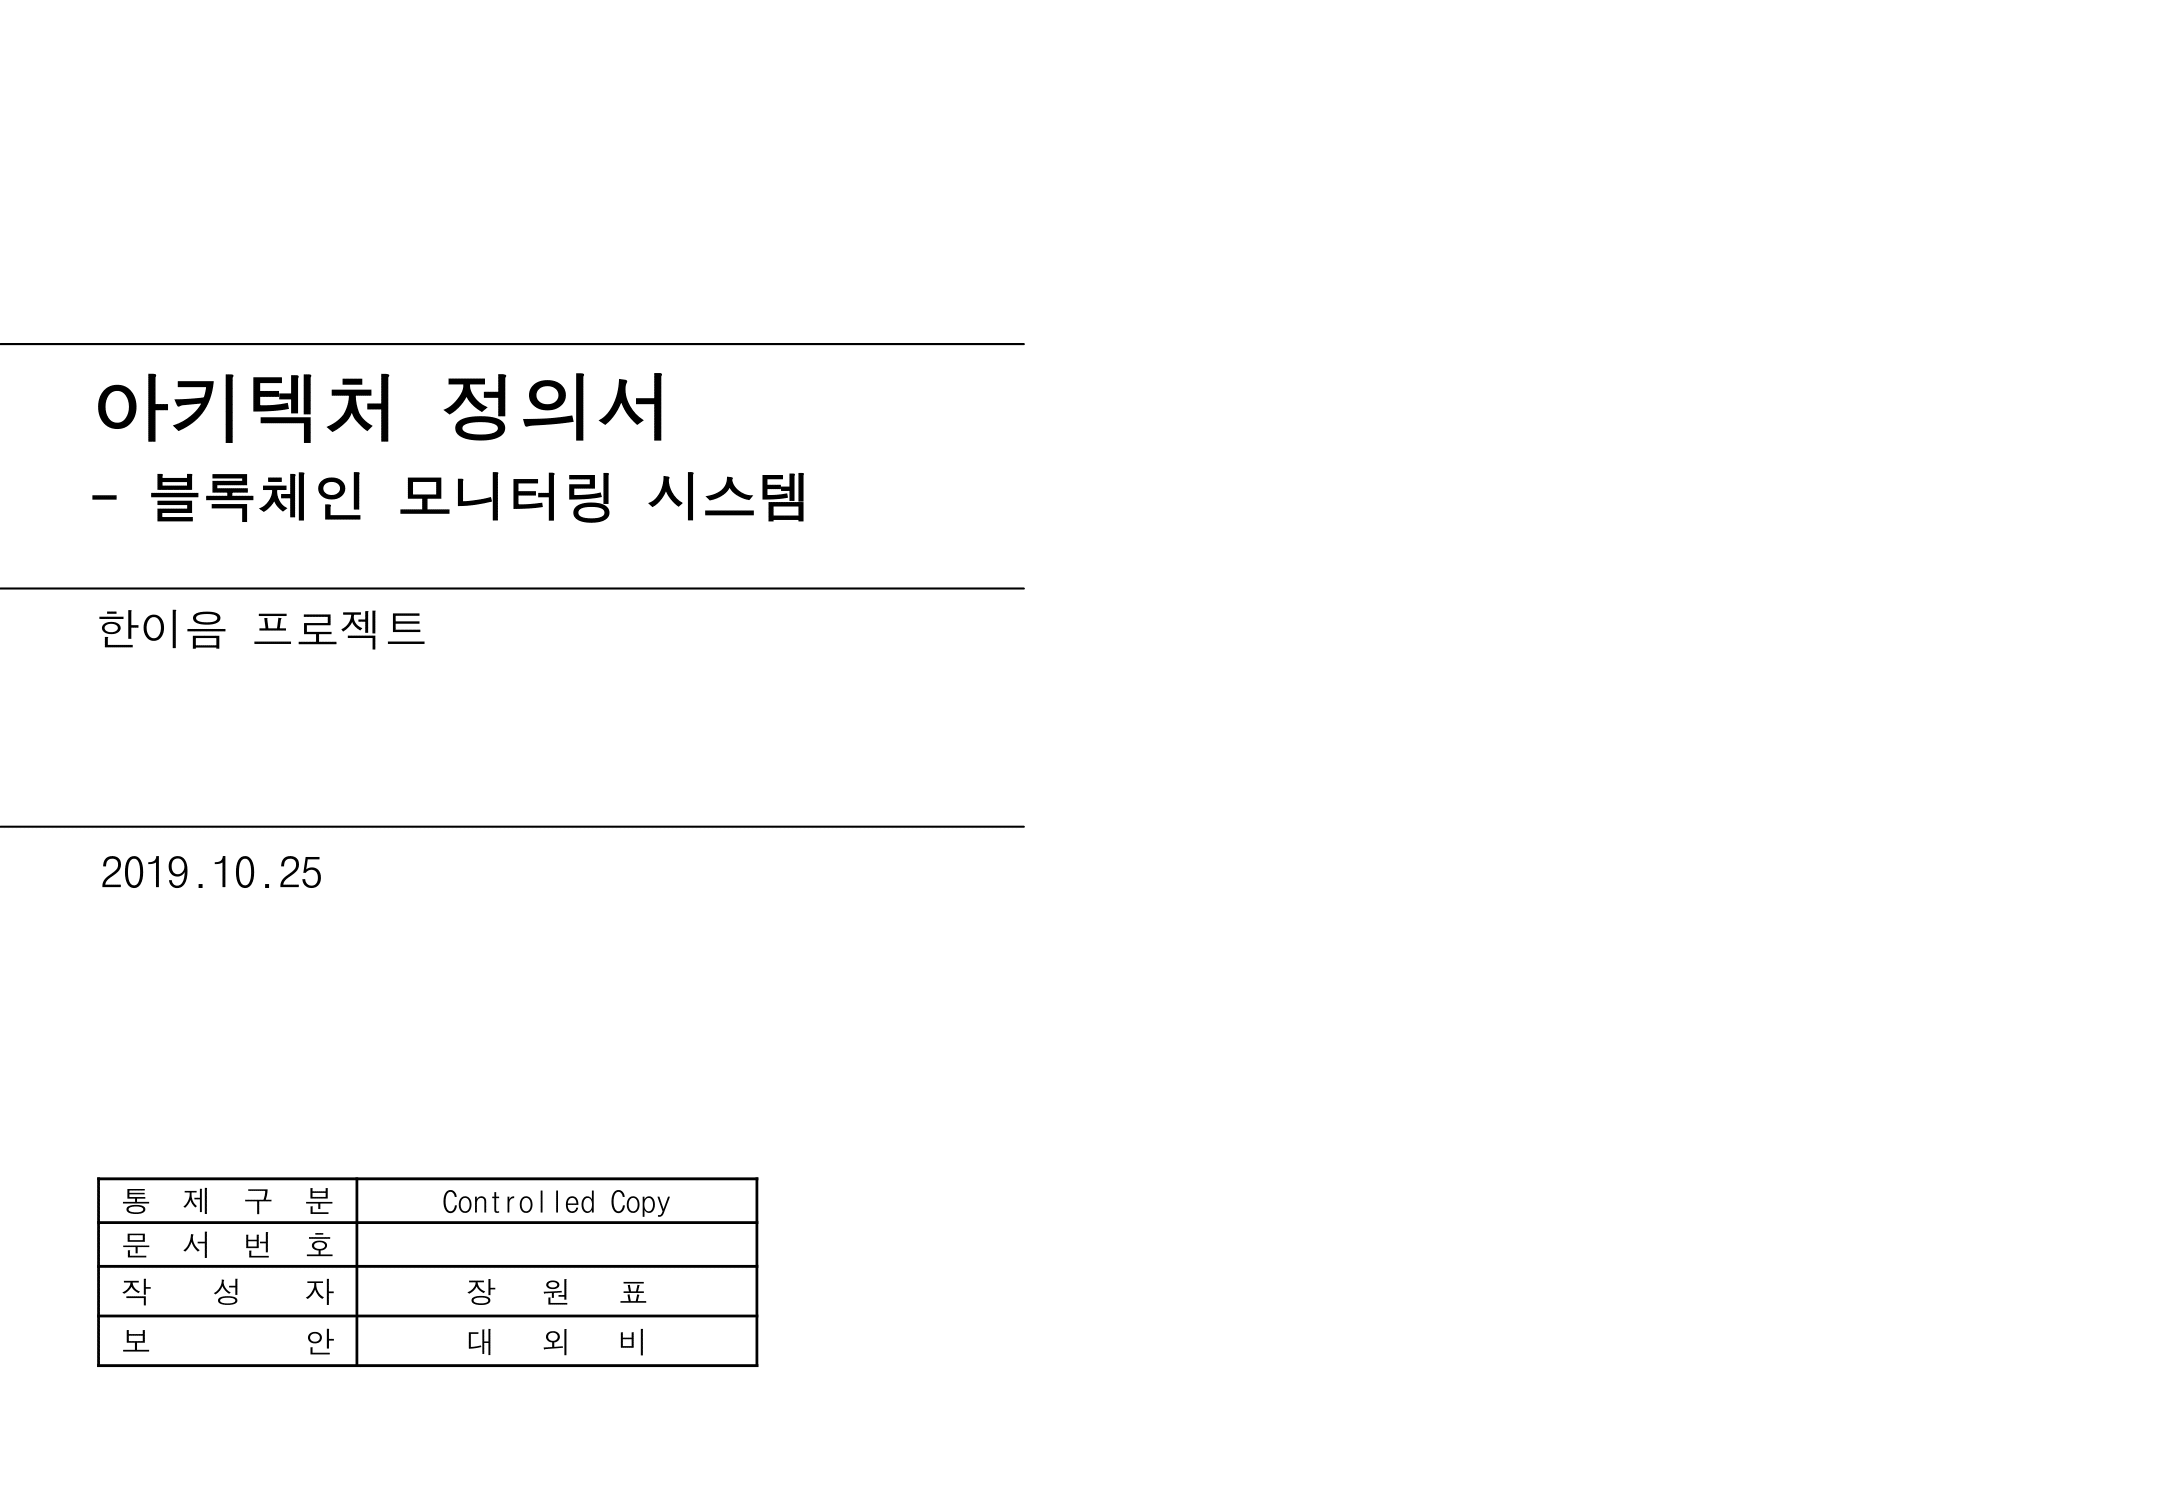 아키텍처 정의서
- 블록체인 모니터링 시스템
한이음 프로젝트
2019.10.25
통 제 구 분 Controlled Copy
문 서 번 호
작 성 자 장 원 표
보 안 대 외 비